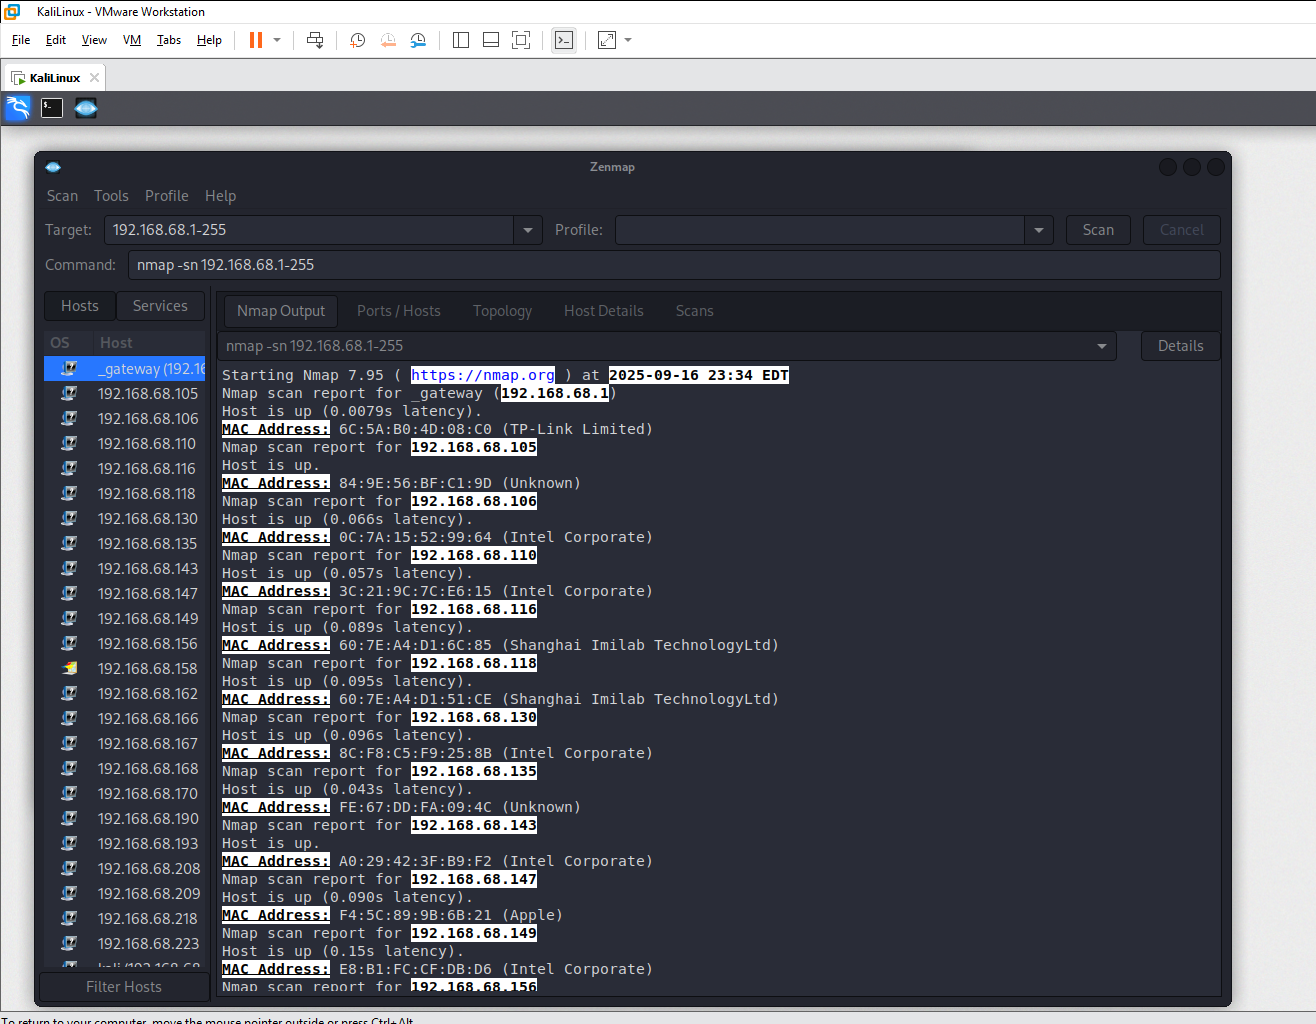 KaliLinux - VMware Workstation
File Edit View VM Tabs Help
KaliLinux
Zenmap
Scan Tools Profile Help
Target: 192.168.68.1-255 Profile: Scan Cancel
Command: nmap -sn 192.168.68.1-255
Hosts Services
OS Host
_gateway (192.16
192.168.68.105
192.168.68.106
192.168.68.110
192.168.68.116
192.168.68.118
192.168.68.130
192.168.68.135
192.168.68.143
192.168.68.147
192.168.68.149
192.168.68.156
192.168.68.158
192.168.68.162
192.168.68.166
192.168.68.167
192.168.68.168
192.168.68.170
192.168.68.190
192.168.68.193
192.168.68.208
192.168.68.209
192.168.68.218
192.168.68.223
kali (192.168.68
Filter Hosts
Nmap Output Ports / Hosts Topology Host Details Scans
nmap -sn 192.168.68.1-255 Details
Starting Nmap 7.95 ( https://nmap.org ) at 2025-09-16 23:34 EDT
Nmap scan report for _gateway (192.168.68.1)
Host is up (0.0079s latency).
MAC Address: 6C:5A:B0:4D:08:C0 (TP-Link Limited)
Nmap scan report for 192.168.68.105
Host is up.
MAC Address: 84:9E:56:BF:C1:9D (Unknown)
Nmap scan report for 192.168.68.106
Host is up (0.066s latency).
MAC Address: 0C:7A:15:52:99:64 (Intel Corporate)
Nmap scan report for 192.168.68.110
Host is up (0.057s latency).
MAC Address: 3C:21:9C:7C:E6:15 (Intel Corporate)
Nmap scan report for 192.168.68.116
Host is up (0.089s latency).
MAC Address: 60:7E:A4:D1:6C:85 (Shanghai Imilab TechnologyLtd)
Nmap scan report for 192.168.68.118
Host is up (0.095s latency).
MAC Address: 60:7E:A4:D1:51:CE (Shanghai Imilab TechnologyLtd)
Nmap scan report for 192.168.68.130
Host is up (0.096s latency).
MAC Address: 8C:F8:C5:F9:25:8B (Intel Corporate)
Nmap scan report for 192.168.68.135
Host is up (0.043s latency).
MAC Address: FE:67:DD:FA:09:4C (Unknown)
Nmap scan report for 192.168.68.143
Host is up.
MAC Address: A0:29:42:3F:B9:F2 (Intel Corporate)
Nmap scan report for 192.168.68.147
Host is up (0.090s latency).
MAC Address: F4:5C:89:9B:6B:21 (Apple)
Nmap scan report for 192.168.68.149
Host is up (0.15s latency).
MAC Address: E8:B1:FC:CF:DB:D6 (Intel Corporate)
Nmap scan report for 192.168.68.156
To return to your computer, move the mouse pointer outside or press Ctrl+Alt.